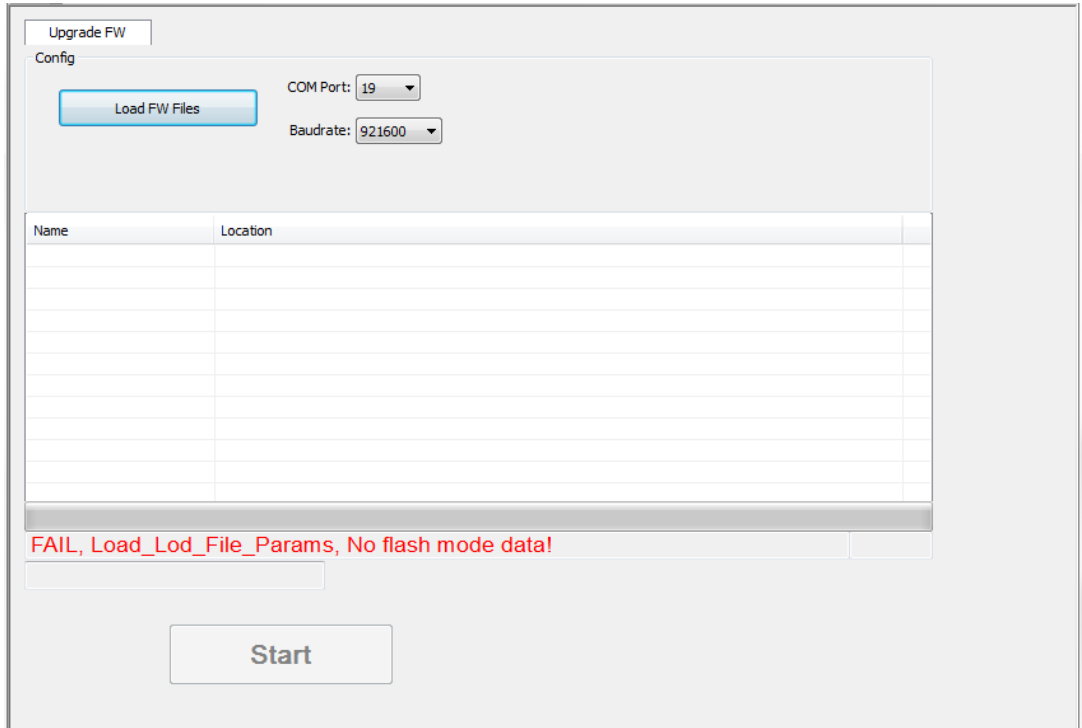 Upgrade FW
Config
Load FW Files
COM Port: 19
Baudrate: 921600
Name Location
FAIL, Load_Lod_File_Params, No flash mode data!
Start